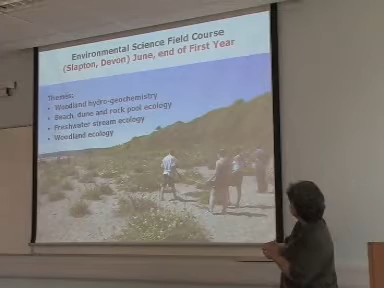 Environmental Science Field Course
(Slapton, Devon) June, end of First Year
Themes:
• Woodland hydro-geochemistry
• Beach, dune and rock pool ecology
• Freshwater stream ecology
• Woodland ecology